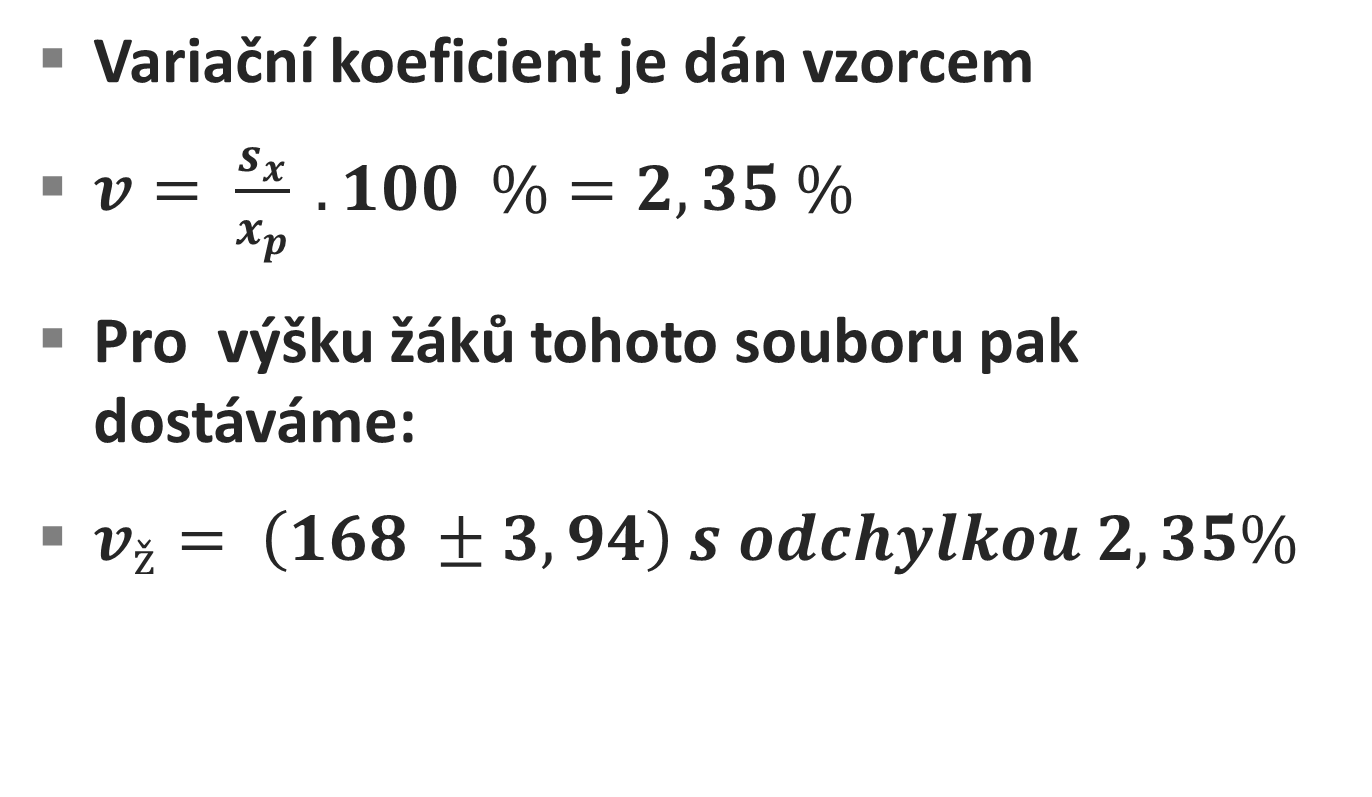 ▪ Variační koeficient je dán vzorcem
▪ v = s_x / x_p . 100 % = 2,35 %
▪ Pro výšku žáků tohoto souboru pak
dostáváme:
▪ v_ž = (168 ± 3,94) s odchylkou 2,35%